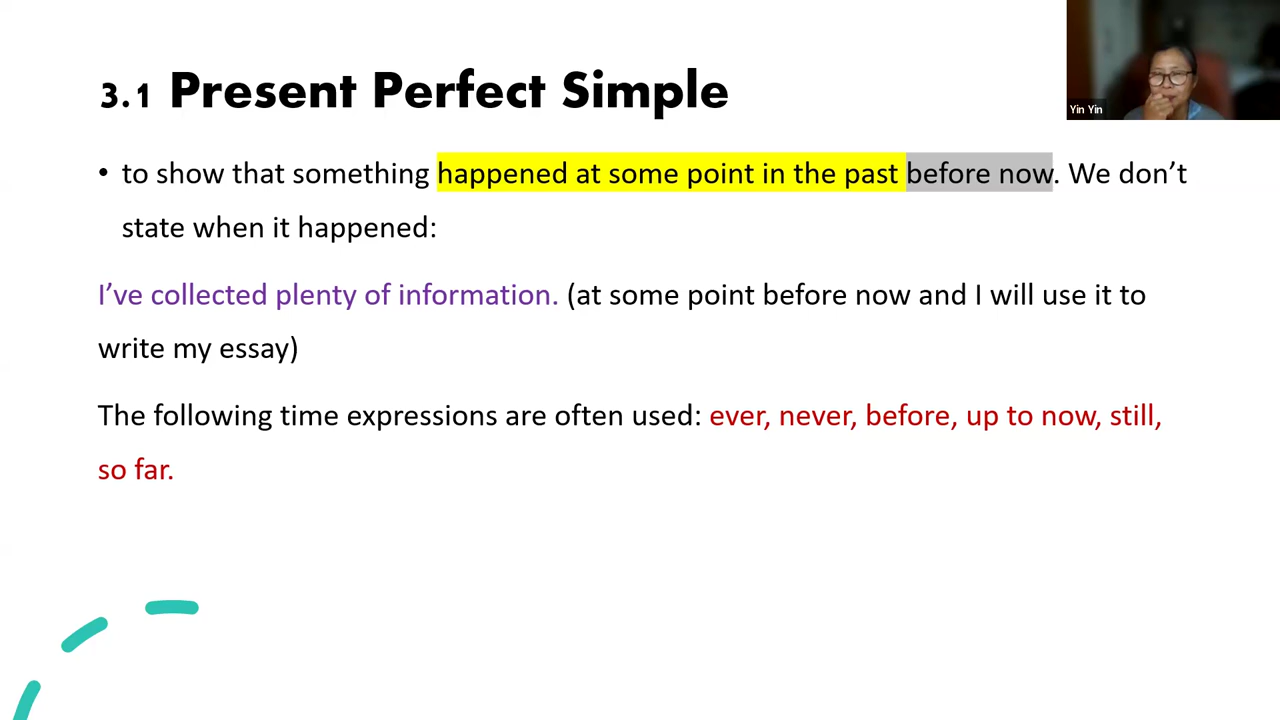 3.1 Present Perfect Simple
Yin Yin
• to show that something happened at some point in the past before now. We don’t
state when it happened:
I’ve collected plenty of information. (at some point before now and I will use it to
write my essay)
The following time expressions are often used: ever, never, before, up to now, still,
so far.